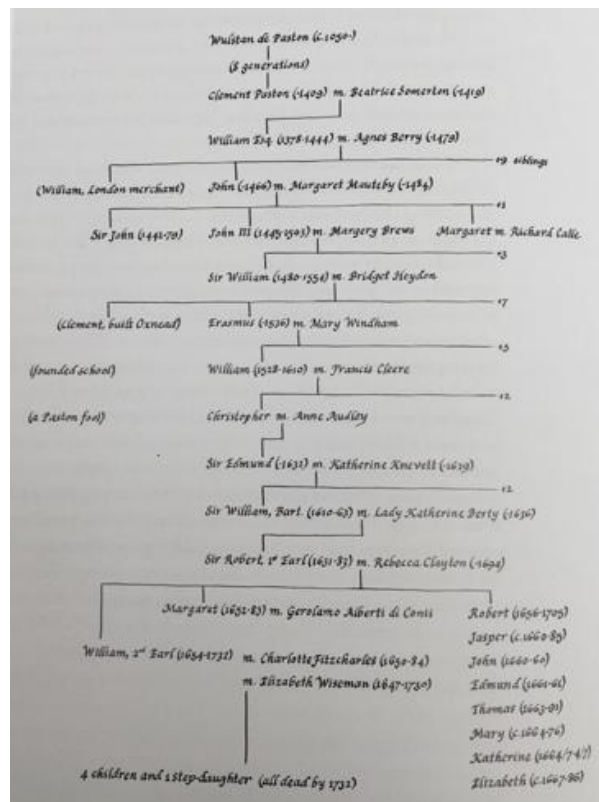 Wulstan de Paston (c.1050-)
(8 generations)
Clement Paston (-1409) m. Beatrice Somerton (-1419)
William Esq. (1378-1444) m. Agnes Berry (-1479)
+9 siblings
(William, London merchant) John (-1466) m. Margaret Mauteby (-1484)
Sir John (1441-79) John III (1445-1503) m. Margery Brews Margaret m. Richard Calle
+3
Sir William (1480-1554) m. Bridget Heydon
+7
(Clement, built Oxnead) Erasmus (-1536) m. Mary Windham
+5
(founded school) William (1528-1610) m. Francis Cleere
+2
(a Paston fool) Christopher m. Anne Audley
Sir Edmund (-1632) m. Katherine Knevett (-1629)
+2
Sir William, Bart. (1610-63) m. Lady Katherine Berty (-1636)
Sir Robert, 1st Earl (1631-83) m. Rebecca Clayton (-1694)
Margaret (1652-83) m. Gerolamo Alberti di Conti Robert (1656-1705)
Jasper (c.1660-85)
William, 2nd Earl (1654-1732) m. Charlotte Fitzcharles (1650-84) John (1660-60)
m. Elizabeth Wiseman (1647-1730) Edmund (1661-61)
Thomas (1663-91)
Mary (c.1664-76)
Katherine (1664/7-47)
4 children and 1 step-daughter (all dead by 1732) Elizabeth (c.1667-86)